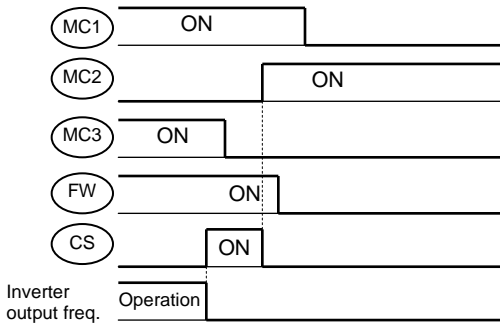 MC1 ON
MC2 ON
MC3 ON
FW ON
CS ON
Inverter
output freq. Operation